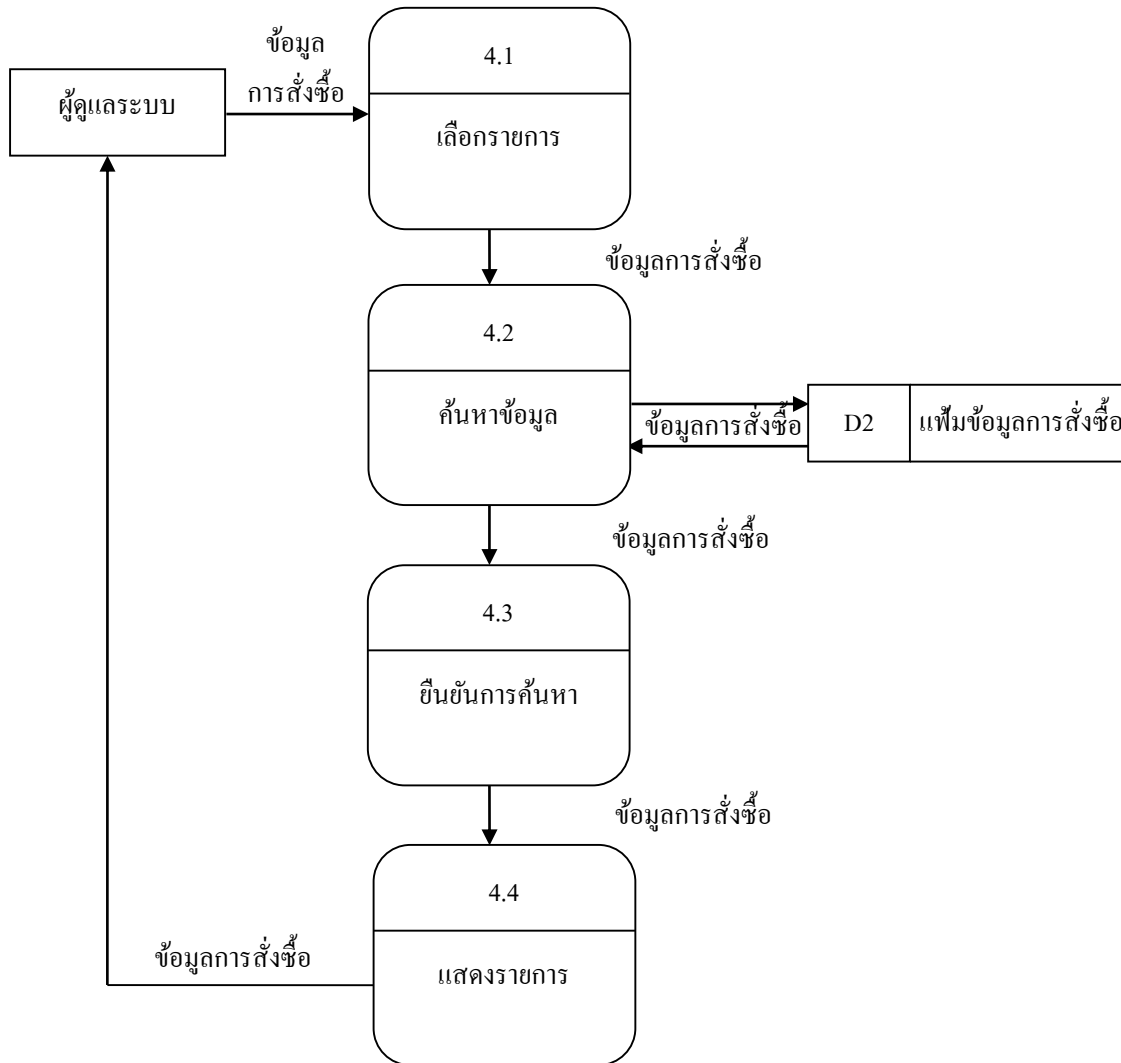 ข้อมูล
การสั่งซื้อ
ผู้ดูแลระบบ
4.1
เลือกรายการ
ข้อมูลการสั่งซื้อ
4.2
ค้นหาข้อมูล
ข้อมูลการสั่งซื้อ
D2
แฟ้มข้อมูลการสั่งซื้อ
ข้อมูลการสั่งซื้อ
4.3
ยืนยันการค้นหา
ข้อมูลการสั่งซื้อ
4.4
แสดงรายการ
ข้อมูลการสั่งซื้อ